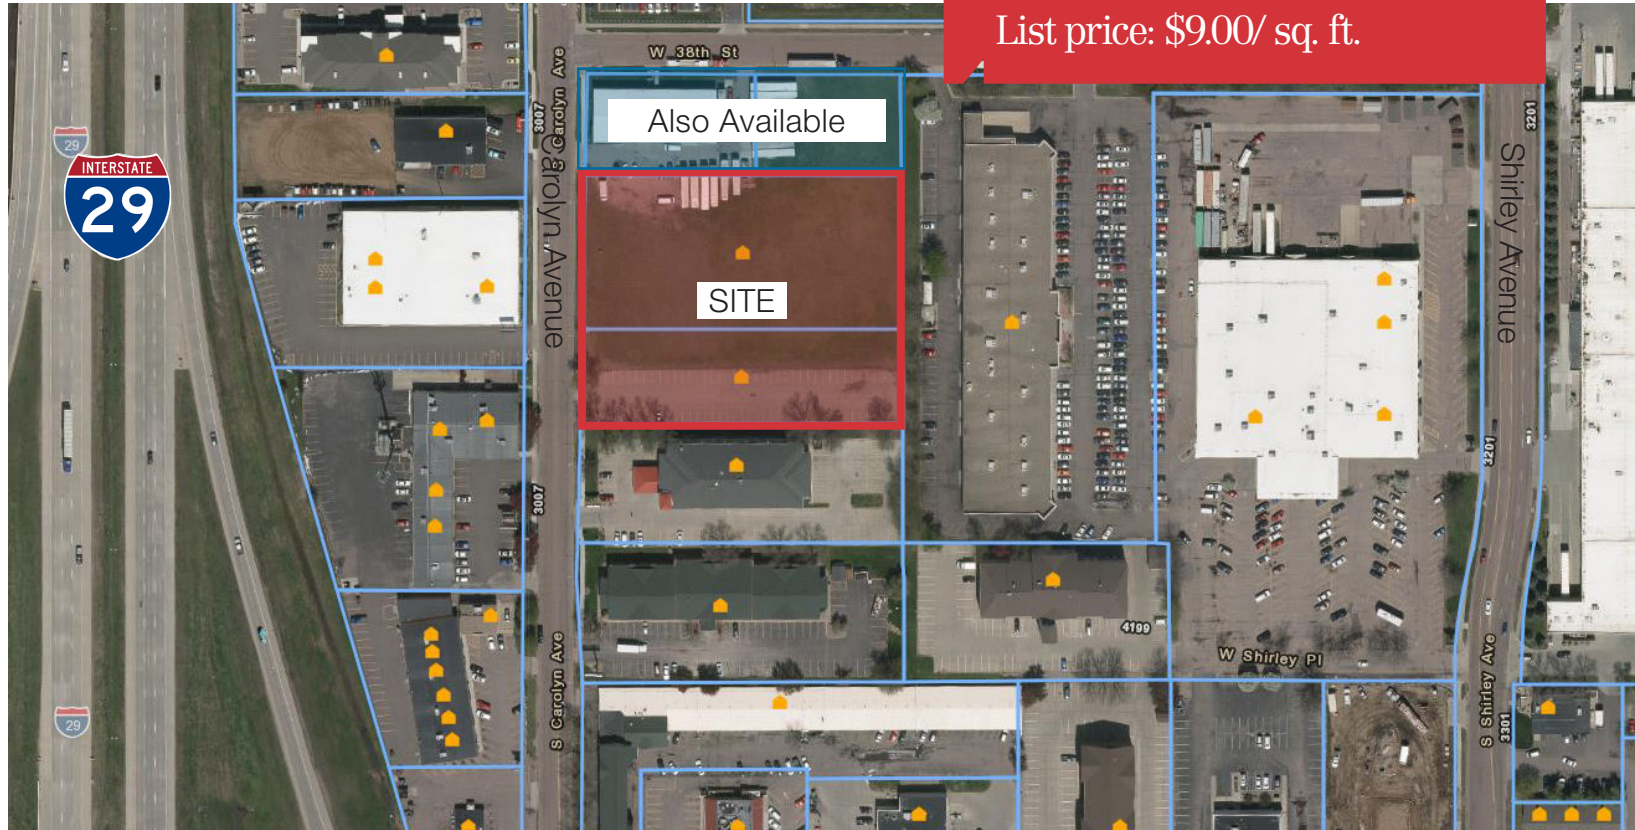 List price: $9.00/ sq. ft.
W 38th St
S Carolyn Ave
3007
Also Available
29
INTERSTATE
29
Carolyn Avenue
SITE
Shirley Avenue
3201
3201
3007
4199
W Shirley Pl
S Carolyn Ave
29
S Shirley Ave
3301